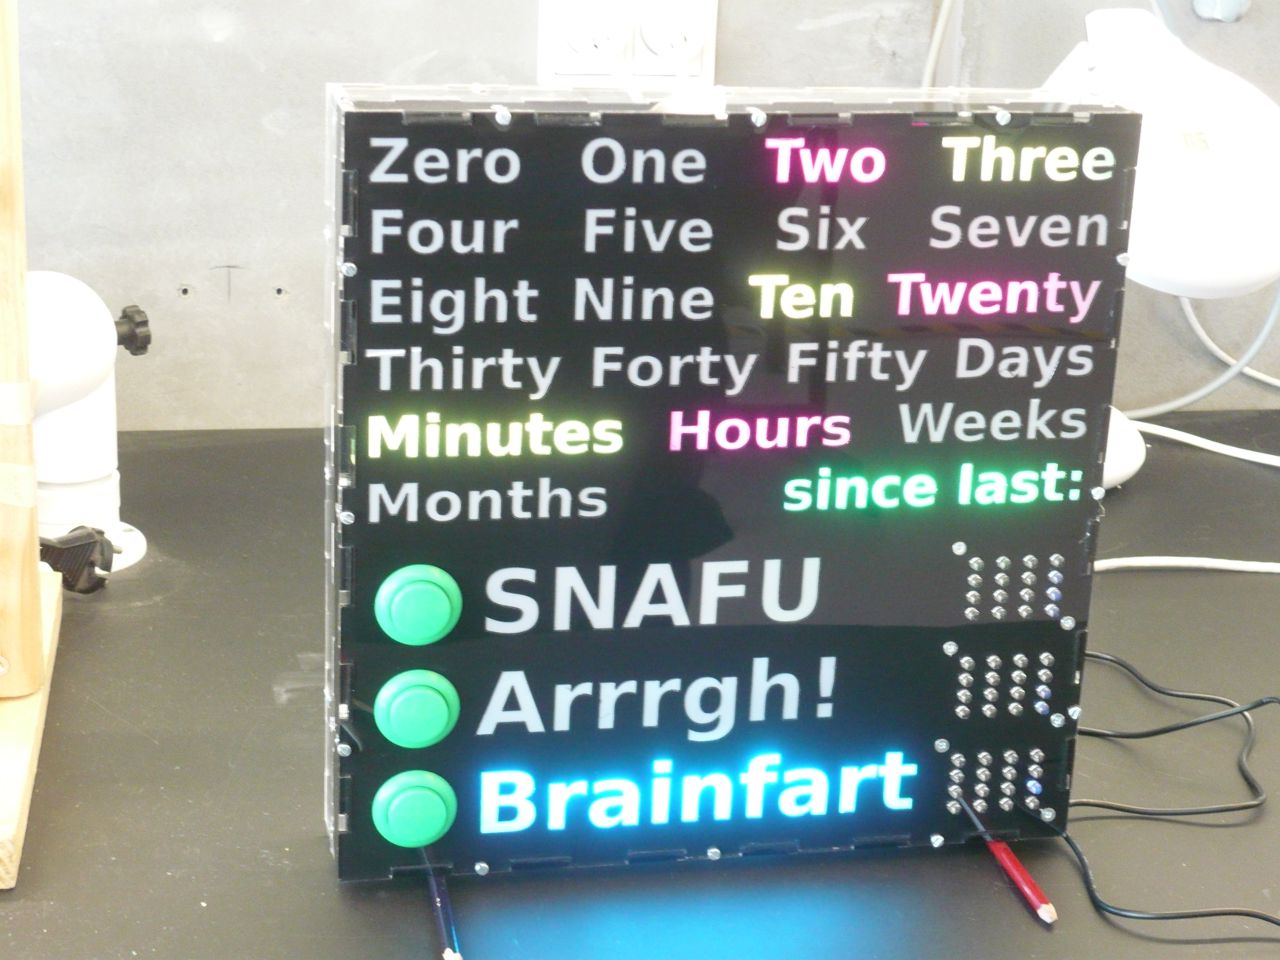 Zero One Two Three
Four Five Six Seven
Eight Nine Ten Twenty
Thirty Forty Fifty Days
Minutes Hours Weeks
Months since last:
SNAFU
Arrrgh!
Brainfart